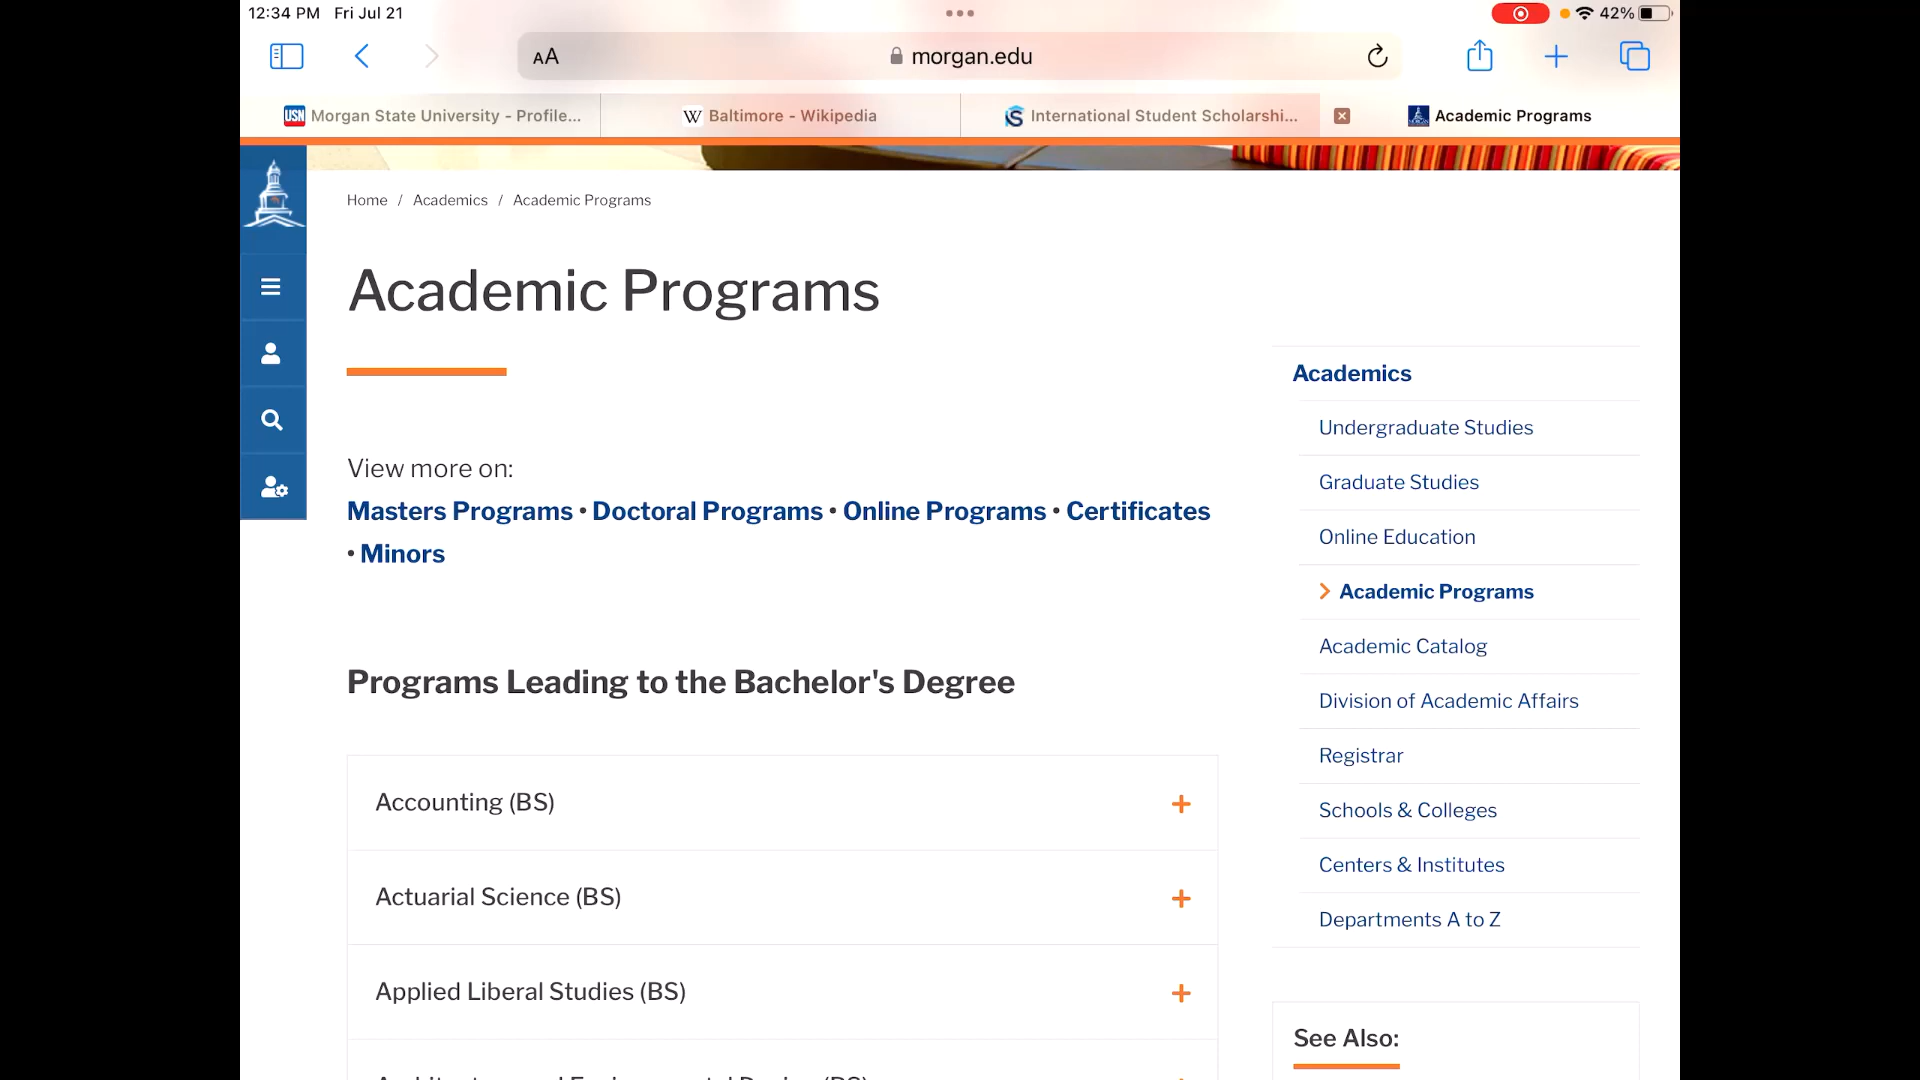 12:34 PM Fri Jul 21
42%
AA
morgan.edu
USN Morgan State University - Profile...
W Baltimore - Wikipedia
S International Student Scholarshi...
Academic Programs
Home / Academics / Academic Programs
Academic Programs
View more on:
Masters Programs • Doctoral Programs • Online Programs • Certificates
• Minors
Programs Leading to the Bachelor's Degree
Accounting (BS)
Actuarial Science (BS)
Applied Liberal Studies (BS)
Academics
Undergraduate Studies
Graduate Studies
Online Education
Academic Programs
Academic Catalog
Division of Academic Affairs
Registrar
Schools & Colleges
Centers & Institutes
Departments A to Z
See Also: